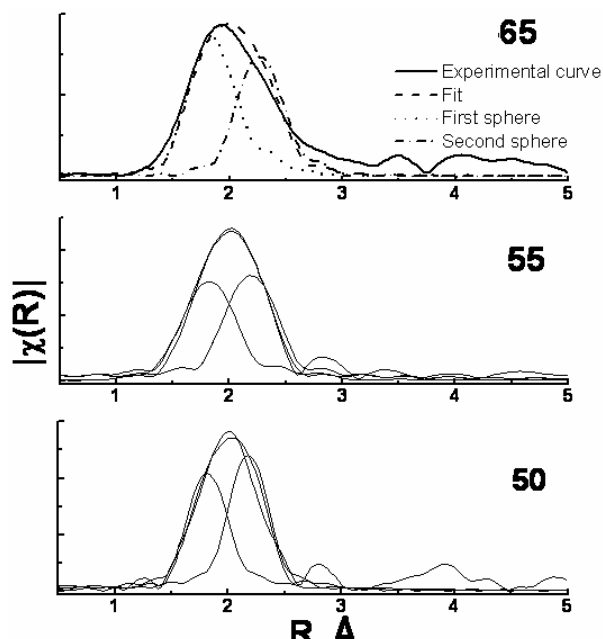 65
Experimental curve
Fit
First sphere
Second sphere
1 2 3 4 5
55
|χ(R)|
1 2 3 4 5
50
1 2 3 4 5
R, Å